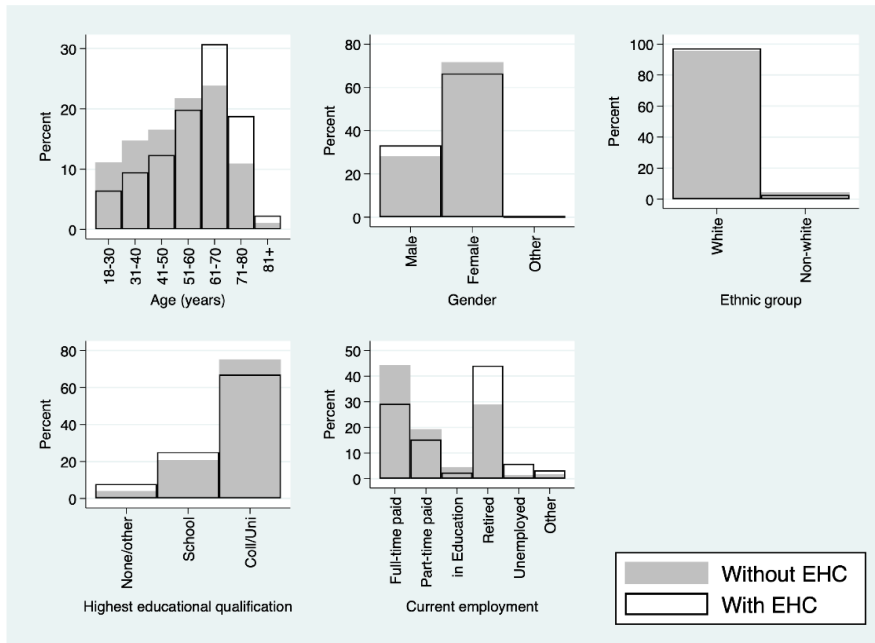 30
20
10
0
Percent
18-30
31-40
41-50
51-60
61-70
71-80
81+
Age (years)
80
60
40
20
0
Percent
Male
Female
Other
Gender
100
80
60
40
20
0
Percent
White
Non-white
Ethnic group
80
60
40
20
0
Percent
None/other
School
Coll/Uni
Highest educational qualification
50
40
30
20
10
0
Percent
Full-time paid
Part-time paid
in Education
Retired
Unemployed
Other
Current employment
Without EHC
With EHC